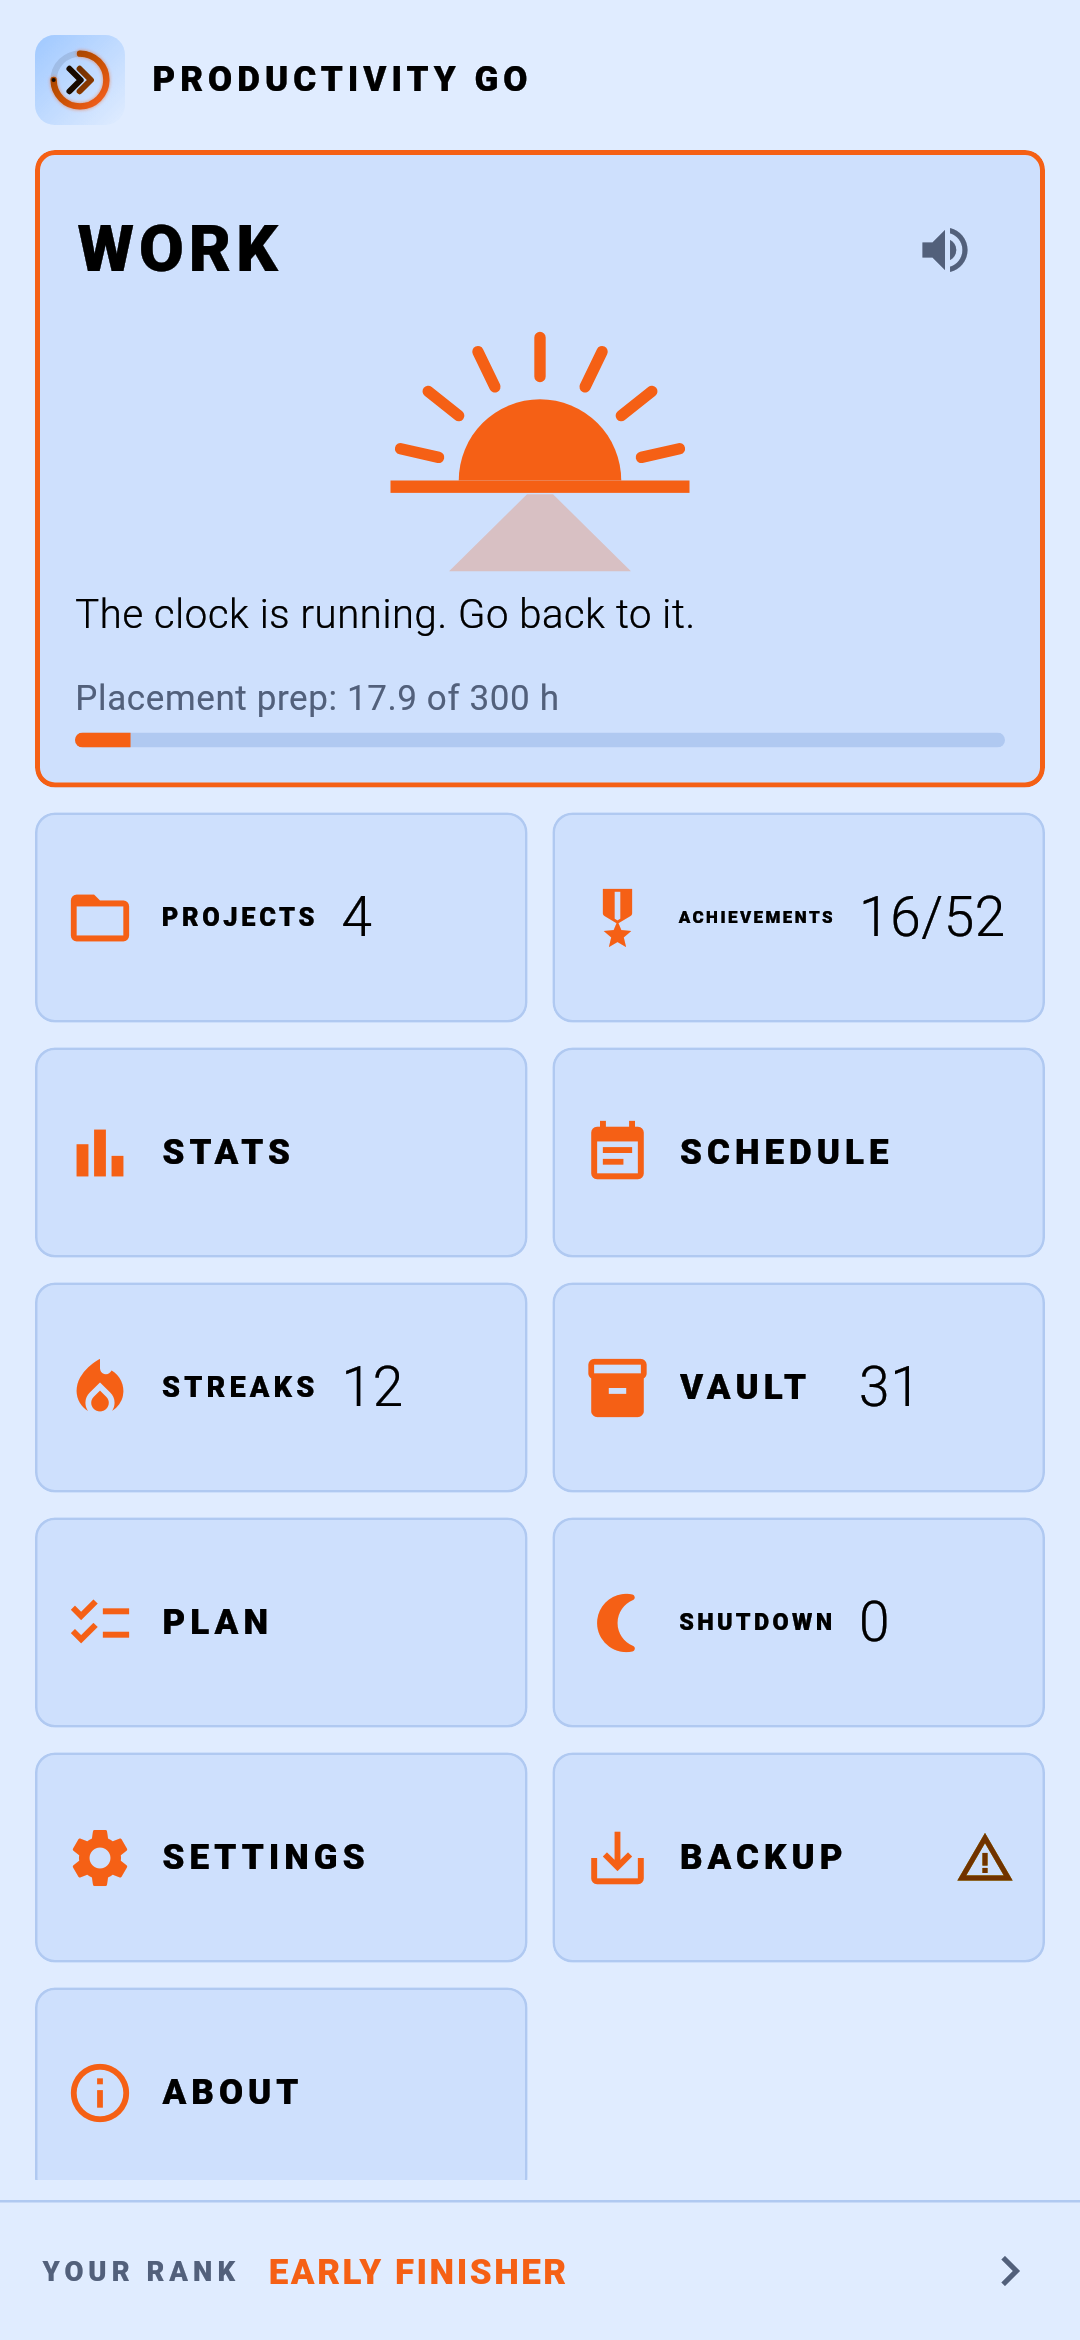 PRODUCTIVITY GO
WORK
The clock is running. Go back to it.
Placement prep: 17.9 of 300 h
PROJECTS 4
ACHIEVEMENTS 16/52
STATS
SCHEDULE
STREAKS 12
VAULT 31
PLAN
SHUTDOWN 0
SETTINGS
BACKUP
ABOUT
YOUR RANK EARLY FINISHER